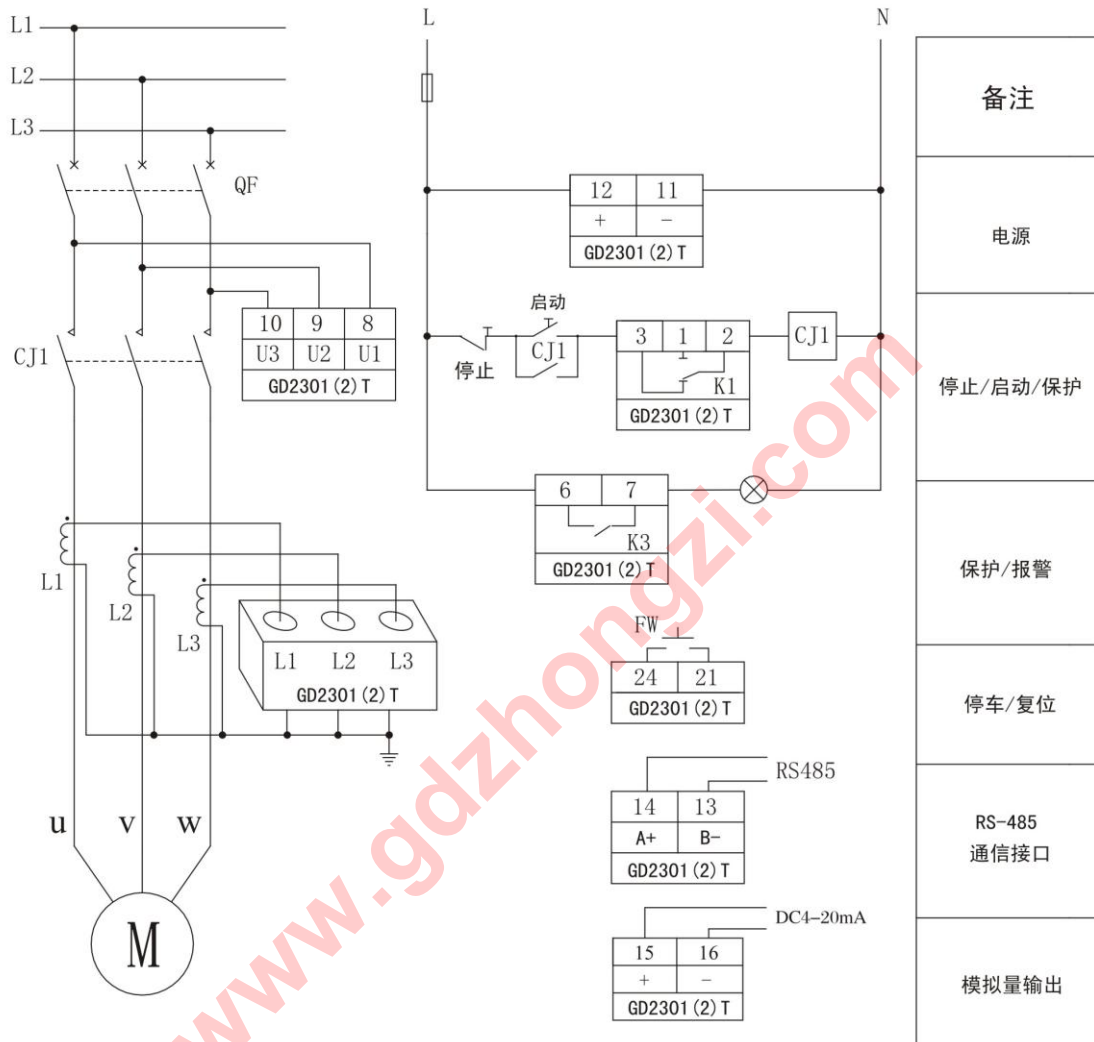 L1
L2
L3
QF
10 9 8
U3 U2 U1
GD2301(2)T
CJ1
L1
L2
L3
L1 L2 L3
GD2301(2)T
u v w
M
L N
12 11
+ −
GD2301(2)T
启动
停止
CJ1
3 1 2
K1
GD2301(2)T
CJ1
6 7
K3
GD2301(2)T
FW
24 21
GD2301(2)T
RS485
14 13
A+ B-
GD2301(2)T
DC4-20mA
15 16
+ −
GD2301(2)T
备注
电源
停止/启动/保护
保护/报警
停车/复位
RS-485
通信接口
模拟量输出
www.gdzhongzi.com